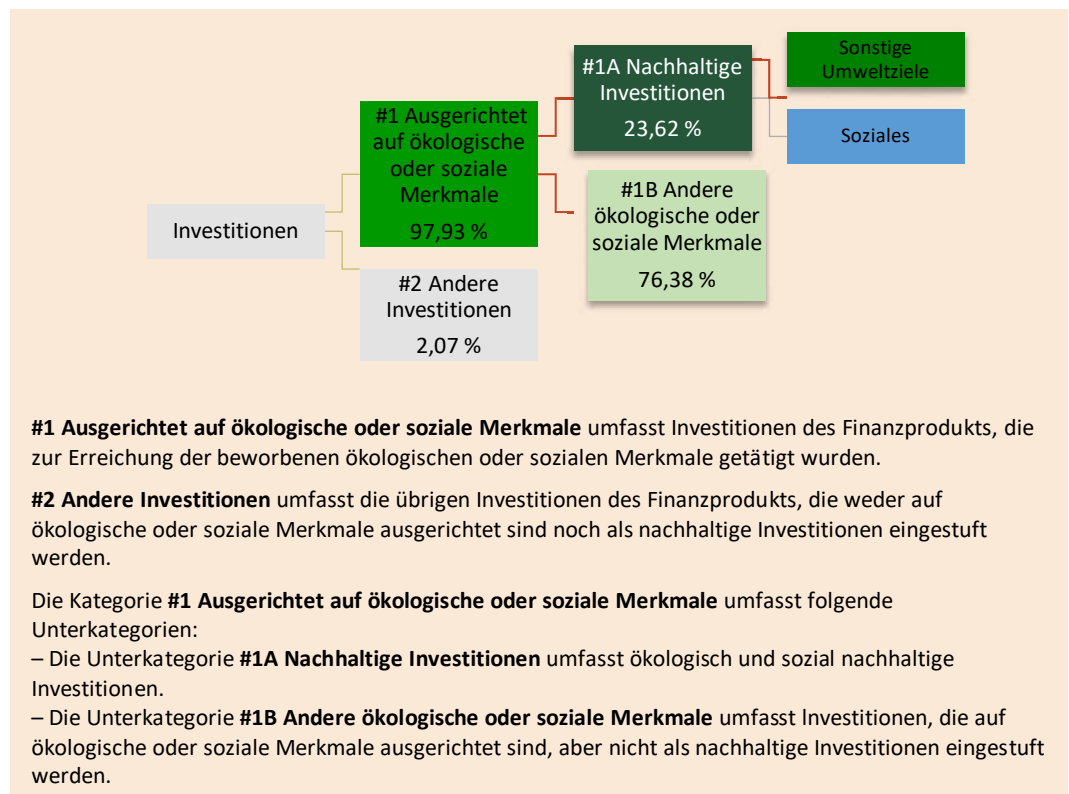 Investitionen
#1 Ausgerichtet
auf ökologische
oder soziale
Merkmale
97,93 %
#2 Andere
Investitionen
2,07 %
#1A Nachhaltige
Investitionen
23,62 %
#1B Andere
ökologische oder
soziale Merkmale
76,38 %
Sonstige
Umweltziele
Soziales
#1 Ausgerichtet auf ökologische oder soziale Merkmale umfasst Investitionen des Finanzprodukts, die
zur Erreichung der beworbenen ökologischen oder sozialen Merkmale getätigt wurden.
#2 Andere Investitionen umfasst die übrigen Investitionen des Finanzprodukts, die weder auf
ökologische oder soziale Merkmale ausgerichtet sind noch als nachhaltige Investitionen eingestuft
werden.
Die Kategorie #1 Ausgerichtet auf ökologische oder soziale Merkmale umfasst folgende
Unterkategorien:
– Die Unterkategorie #1A Nachhaltige Investitionen umfasst ökologisch und sozial nachhaltige
Investitionen.
– Die Unterkategorie #1B Andere ökologische oder soziale Merkmale umfasst Investitionen, die auf
ökologische oder soziale Merkmale ausgerichtet sind, aber nicht als nachhaltige Investitionen eingestuft
werden.